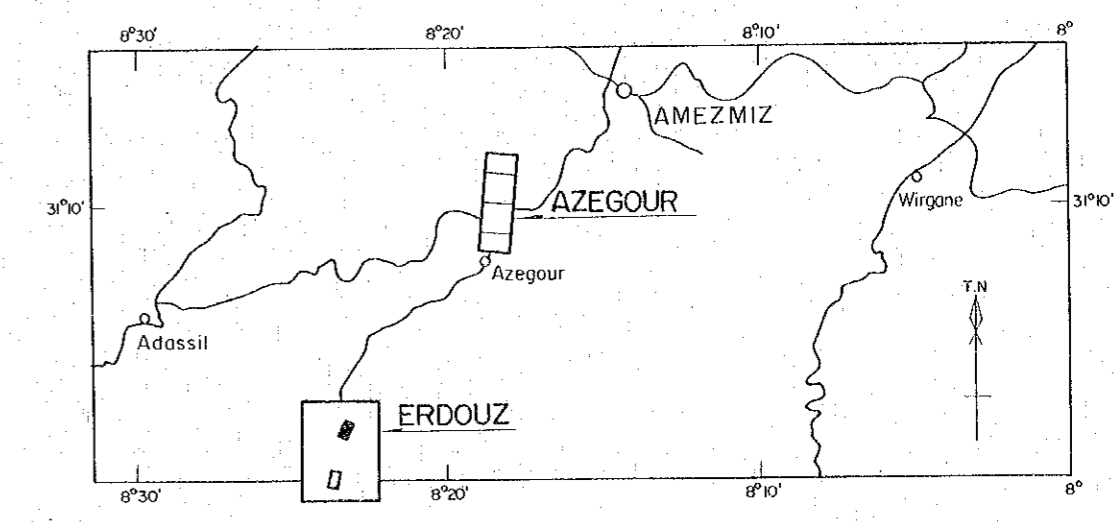 8°30'
8°20'
8°10'
8°
AMEZMIZ
31°10'
AZEGOUR
Wirgane
31°10'
Azegour
T.N
Adassil
ERDOUZ
8°30'
8°20'
8°10'
8°